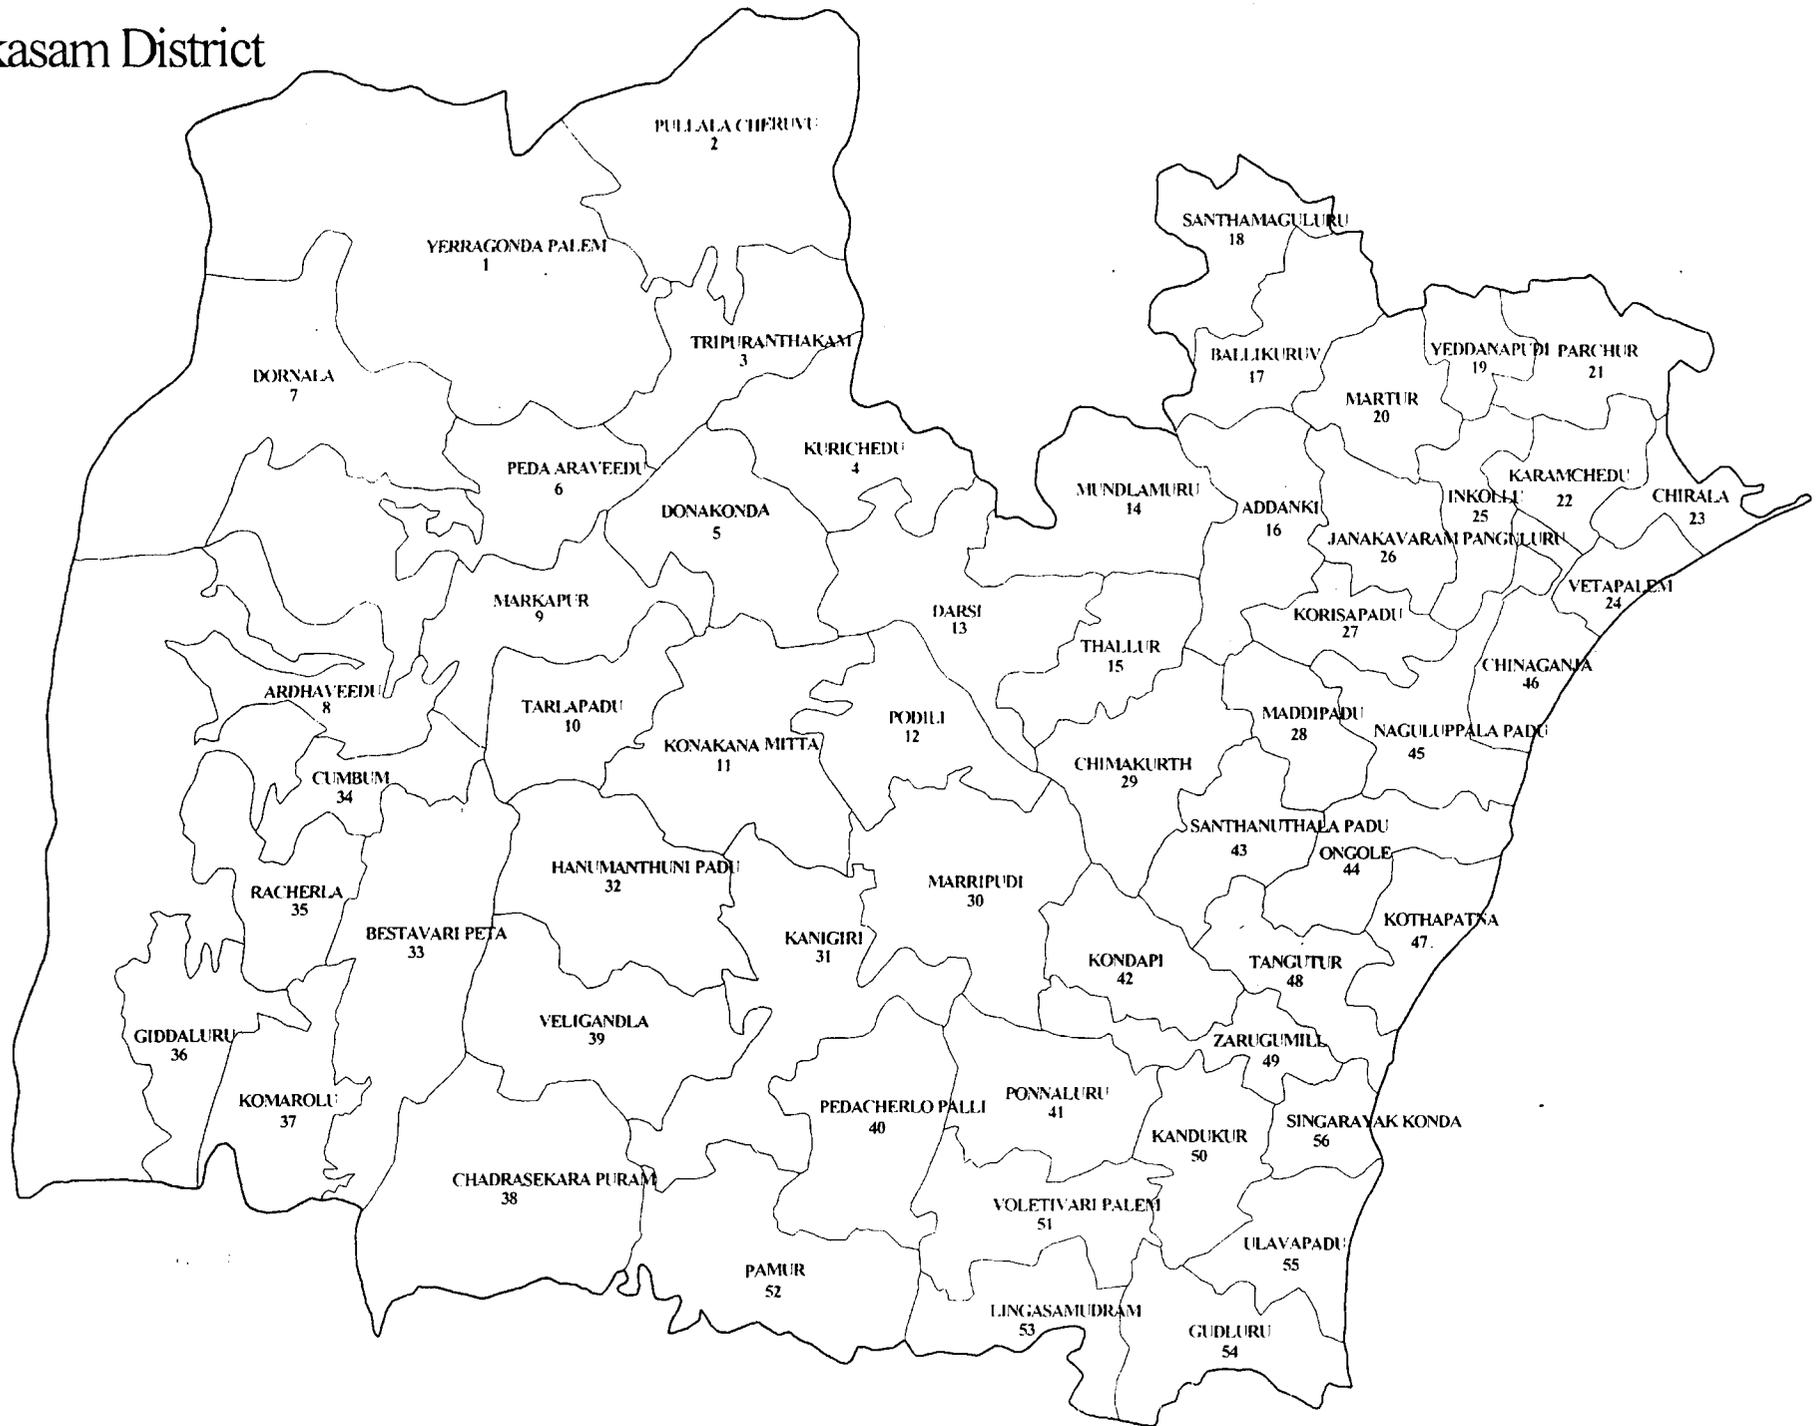 kasam District
PULLALA CHERUVU
2
YERRAGONDA PALEM
1
SANTHAMAGULURU
18
TRIPURANTHAKAM
3
BALLIKURUV
17
YEDDANAPUDI
19
PARCHUR
21
DORNALA
7
MARTUR
20
PEDA ARAVEEDU
6
KURICHEDU
4
DONAKONDA
5
MUNDLAMURU
14
ADDANKI
16
INKOLLU
25
KARAMCHEDU
22
CHIRALA
23
JANAKAVARAM PANGULURU
26
VETAPALEM
24
MARKAPUR
9
DARSI
13
THALLUR
15
KORISAPADU
27
CHINAGANJA
46
ARDHAVEEDU
8
TARLAPADU
10
KONAKANA MITTA
11
PODILI
12
MADDIPADU
28
NAGULUPPALA PADU
45
CUMBUM
34
CHIMAKURTH
29
SANTHANUTHALA PADU
43
ONGOLE
44
HANUMANTHUNI PADU
32
MARRIPUDI
30
RACHERLA
35
BESTAVARI PETA
33
KANIGIRI
31
KOTHAPATNA
47.
KONDAPI
42
TANGUTUR
48
GIDDALURU
36
VELIGANDLA
39
ZARUGUMILL
49
KOMAROLU
37
PEDACHERLO PALLI
40
PONNALURU
41
KANDUKUR
50
SINGARAYAK KONDA
56
CHADRASEKARA PURAM
38
VOLETIVARI PALEM
51
ULAVAPADU
55
PAMUR
52
LINGASAMUDRAM
53
GUDLURU
54